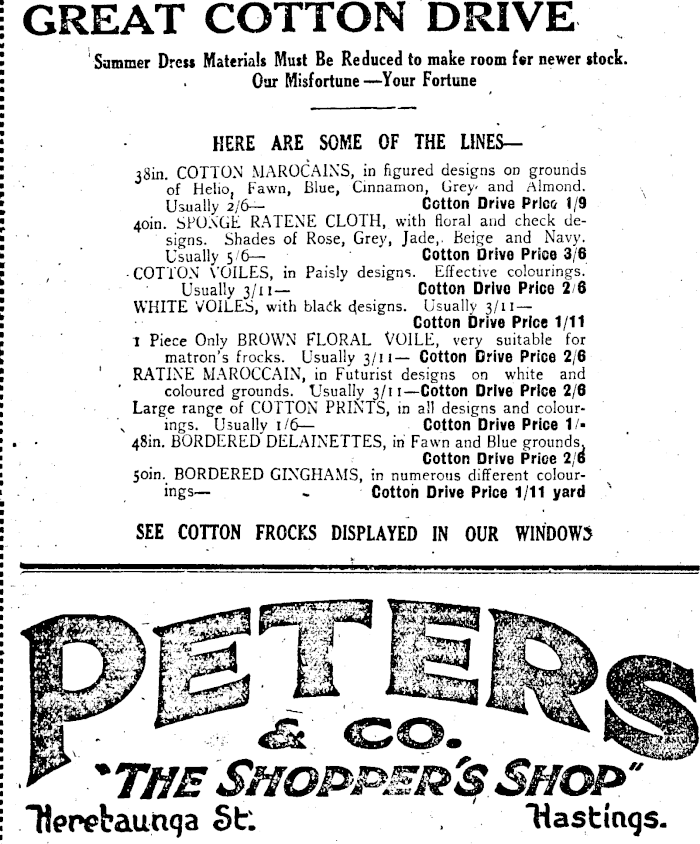 GREAT COTTON DRIVE
Summer Dress Materials Must Be Reduced to make room for newer stock.
Our Misfortune—Your Fortune
HERE ARE SOME OF THE LINES—
38in. COTTON MAROCAINS, in figured designs on grounds
of Helio, Fawn, Blue, Cinnamon, Grey and Almond.
Usually 2/6— Cotton Drive Price 1/9
40in. SPONGE RATENE CLOTH, with floral and check de-
signs. Shades of Rose, Grey, Jade, Beige and Navy.
Usually 5/6— Cotton Drive Price 3/6
COTTON VOILES, in Paisly designs. Effective colourings.
Usually 3/11— Cotton Drive Price 2/6
WHITE VOILES, with black designs. Usually 3/11—
Cotton Drive Price 1/11
1 Piece Only BROWN FLORAL VOILE, very suitable for
matron's frocks. Usually 3/11— Cotton Drive Price 2/6
RATINE MAROCCAIN, in Futurist designs on white and
coloured grounds. Usually 3/11—Cotton Drive Price 2/6
Large range of COTTON PRINTS, in all designs and colour-
ings. Usually 1/6— Cotton Drive Price 1/-
48in. BORDERED DELAINETTES, in Fawn and Blue grounds,
Cotton Drive Price 2/6
50in. BORDERED GINGHAMS, in numerous different colour-
ings— Cotton Drive Price 1/11 yard
SEE COTTON FROCKS DISPLAYED IN OUR WINDOWS
PETERS
& CO.
"THE SHOPPER'S SHOP"
Heretaunga St. Hastings.